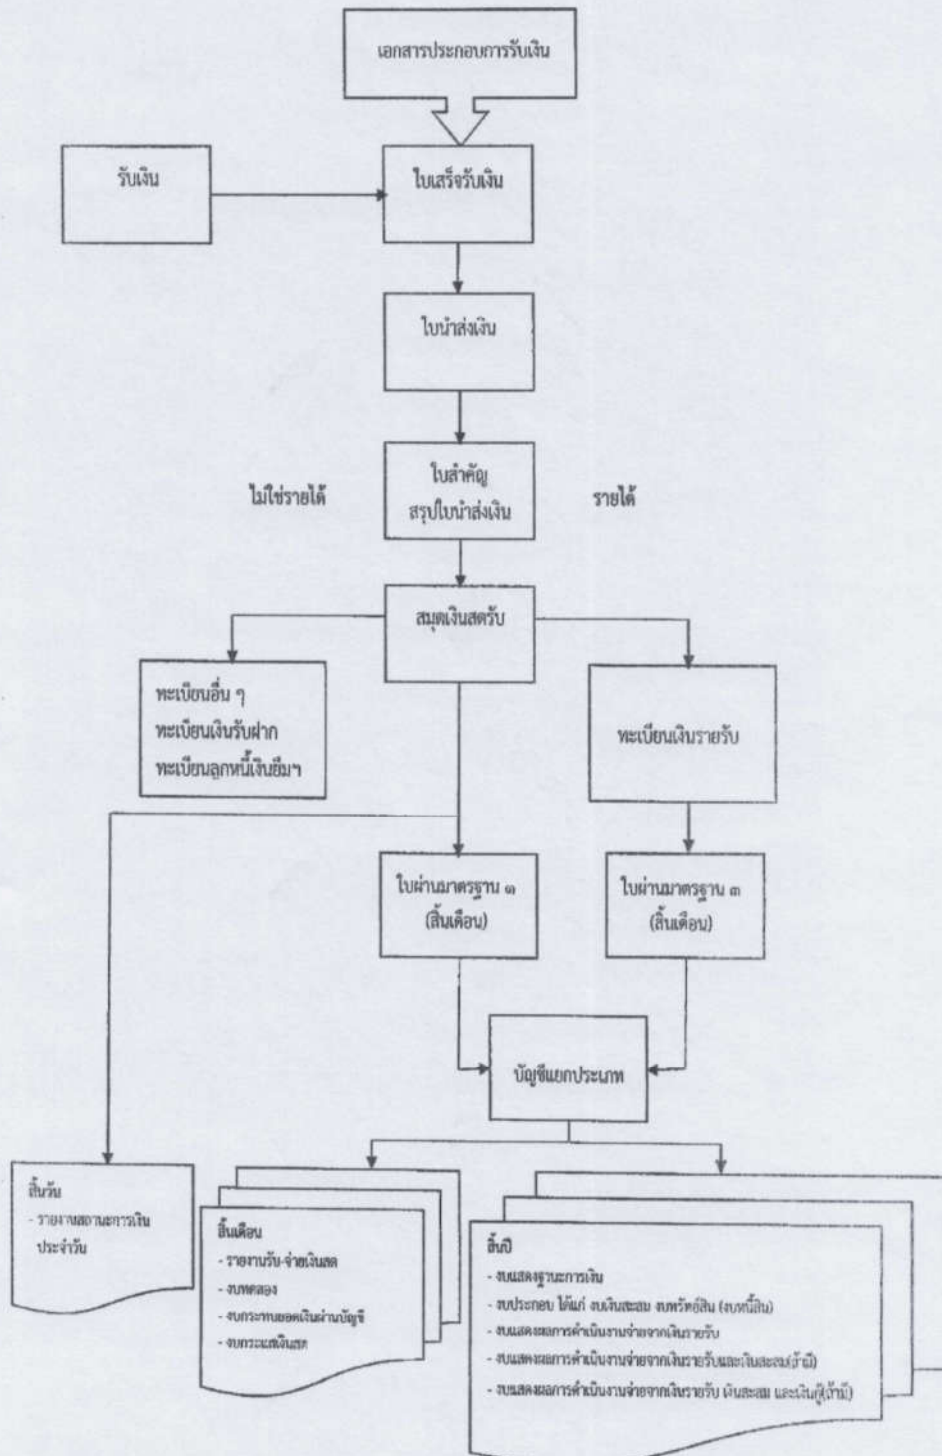 เอกสารประกอบการรับเงิน
รับเงิน
ใบเสร็จรับเงิน
ใบนำส่งเงิน
ไม่ใช่รายได้
ใบสำคัญ
สรุปใบนำส่งเงิน
รายได้
สมุดเงินสดรับ
ทะเบียนอื่น ๆ
ทะเบียนเงินรับฝาก
ทะเบียนลูกหนี้เงินยืมฯ
ทะเบียนเงินรายรับ
ใบผ่านมาตรฐาน ๑
(สิ้นเดือน)
ใบผ่านมาตรฐาน ๓
(สิ้นเดือน)
บัญชีแยกประเภท
สิ้นวัน
- รายงานสถานะการเงิน
ประจำวัน
สิ้นเดือน
- รายงานรับ-จ่ายเงินสด
- งบทดลอง
- งบกระทบยอดเงินผ่านบัญชี
- งบกระแสเงินสด
สิ้นปี
- งบแสดงฐานะการเงิน
- งบประกอบ ได้แก่ งบเงินสะสม งบทรัพย์สิน (งบหนี้สิน)
- งบแสดงผลการดำเนินงานจ่ายจากเงินรายรับ
- งบแสดงผลการดำเนินงานจ่ายจากเงินรายรับและเงินสะสม(ถ้ามี)
- งบแสดงผลการดำเนินงานจ่ายจากเงินรายรับ เงินสะสม และเงินกู้(ถ้ามี)